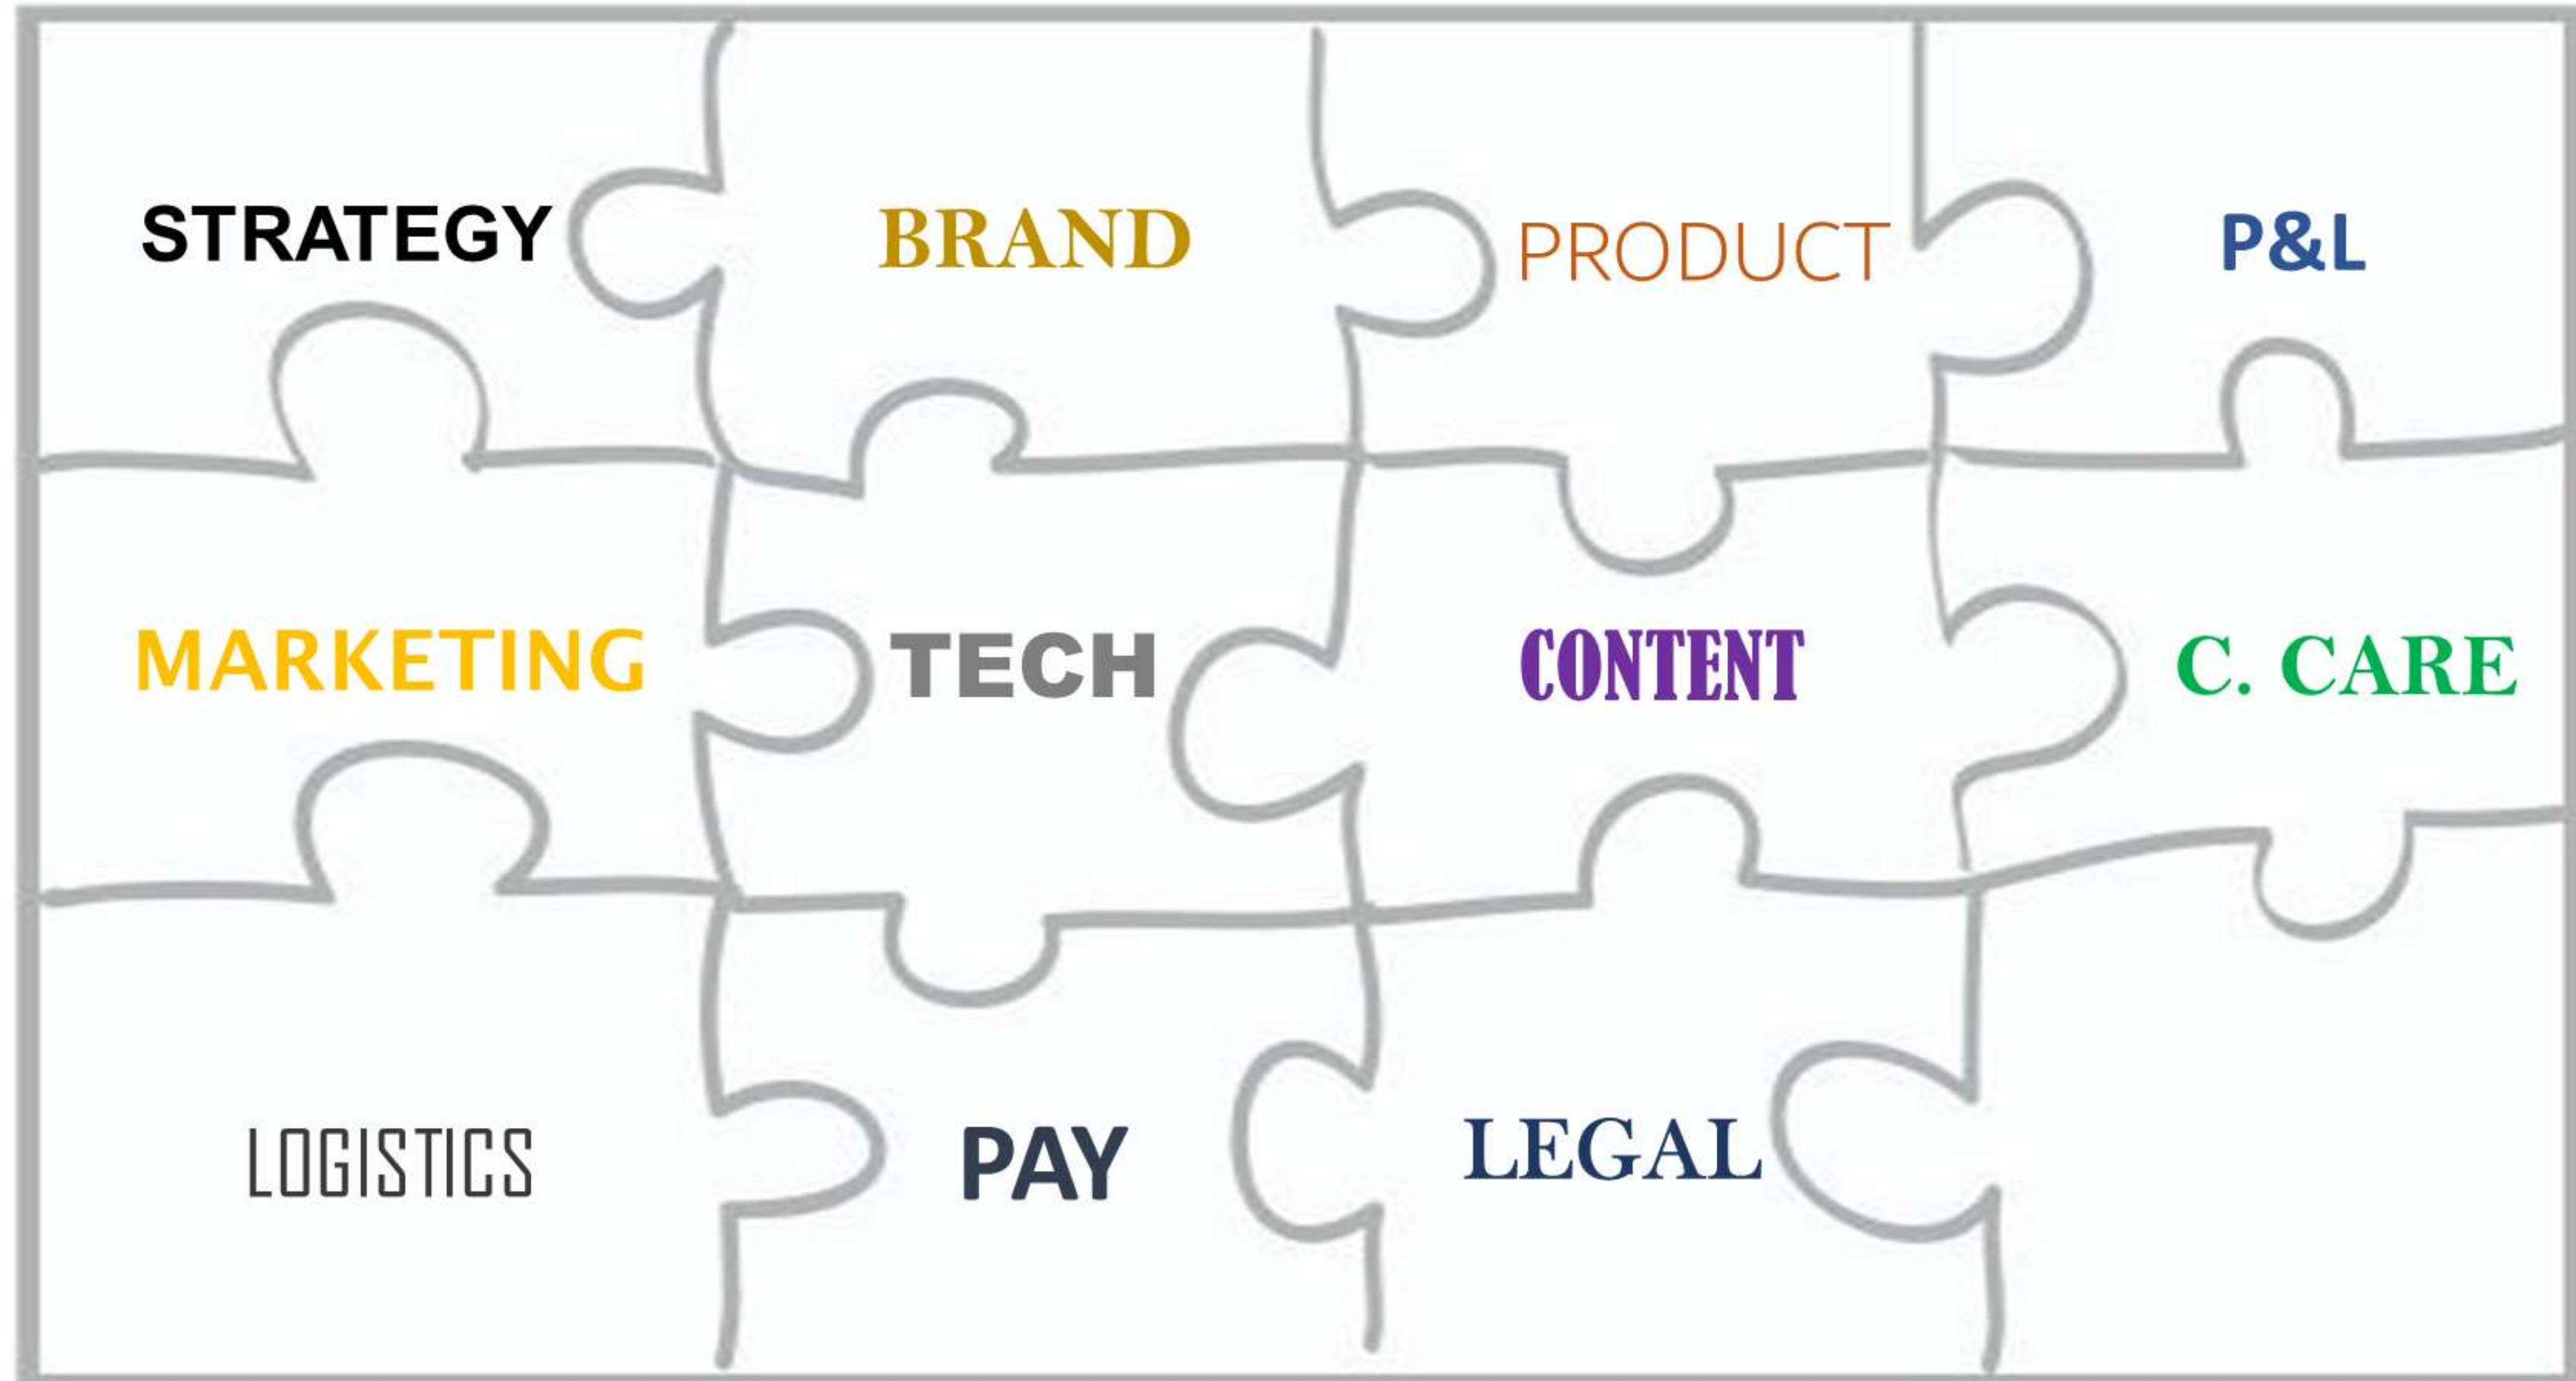 STRATEGY
BRAND
PRODUCT
P&L
MARKETING
TECH
CONTENT
C. CARE
LOGISTICS
PAY
LEGAL